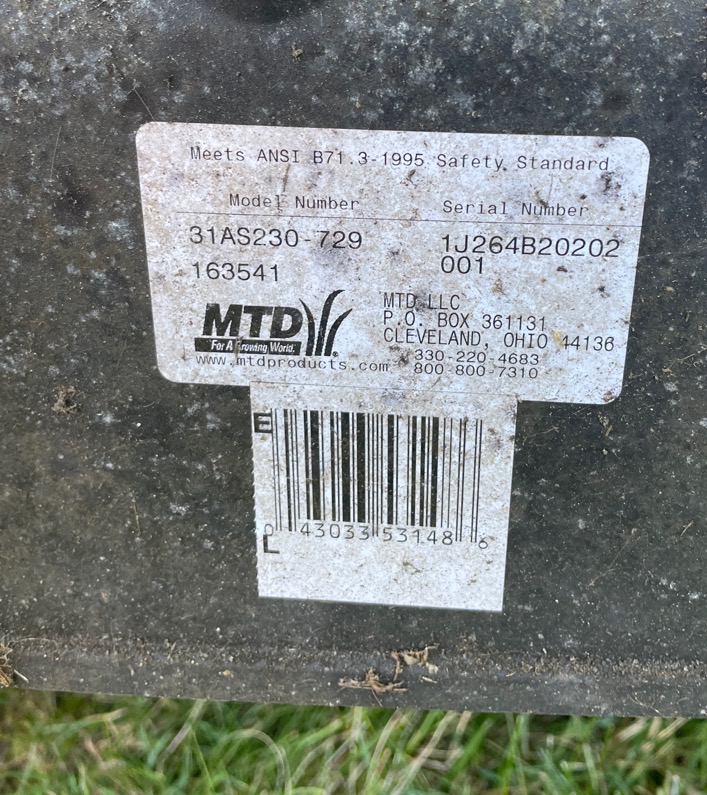 Meets ANSI B71.3-1995 Safety Standard
Model Number Serial Number
31AS230-729 1J264B20202
163541 001
MTD
For A Growing World.
www.mtdproducts.com
MTD LLC
P.O. BOX 361131
CLEVELAND, OHIO 44136
330-220-4683
800-800-7310
E
0 43033 53148 6
L